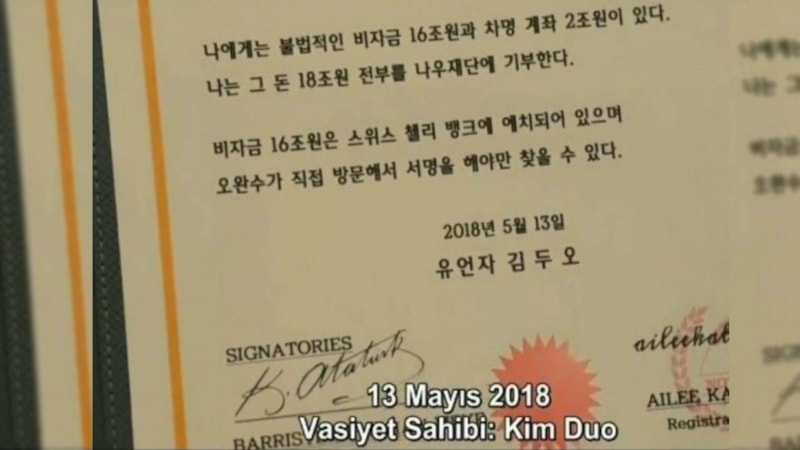 나에게는 불법적인 비자금 16조원과 차명 계좌 2조원이 있다.
나는 그 돈 18조원 전부를 나우재단에 기부한다.
비자금 16조원은 스위스 첼리 뱅크에 예치되어 있으며
오완수가 직접 방문해서 서명을 해야만 찾을 수 있다.
2018년 5월 13일
유언자 김두오
SIGNATORIES
K. Ataturk
AILEE KA
Registra
13 Mayıs 2018
Vasiyet Sahibi: Kim Duo